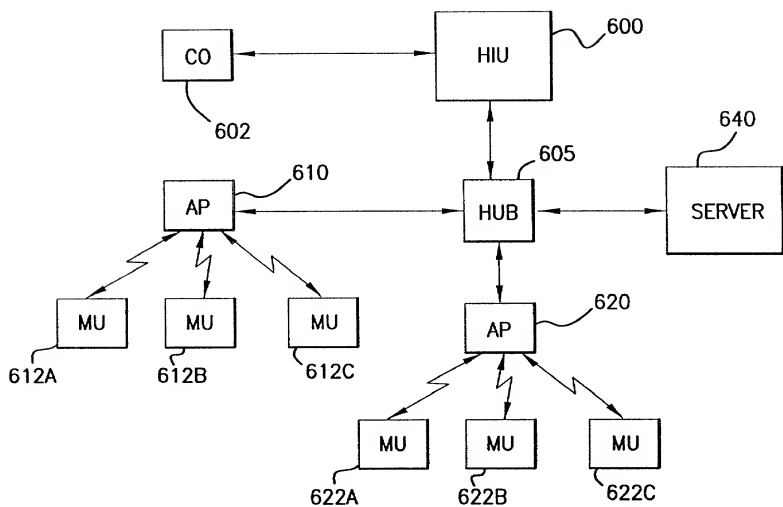 600
CO
HIU
602
640
605
610
AP
HUB
SERVER
620
AP
MU
MU
MU
612A
612B
612C
MU
MU
MU
622A
622B
622C